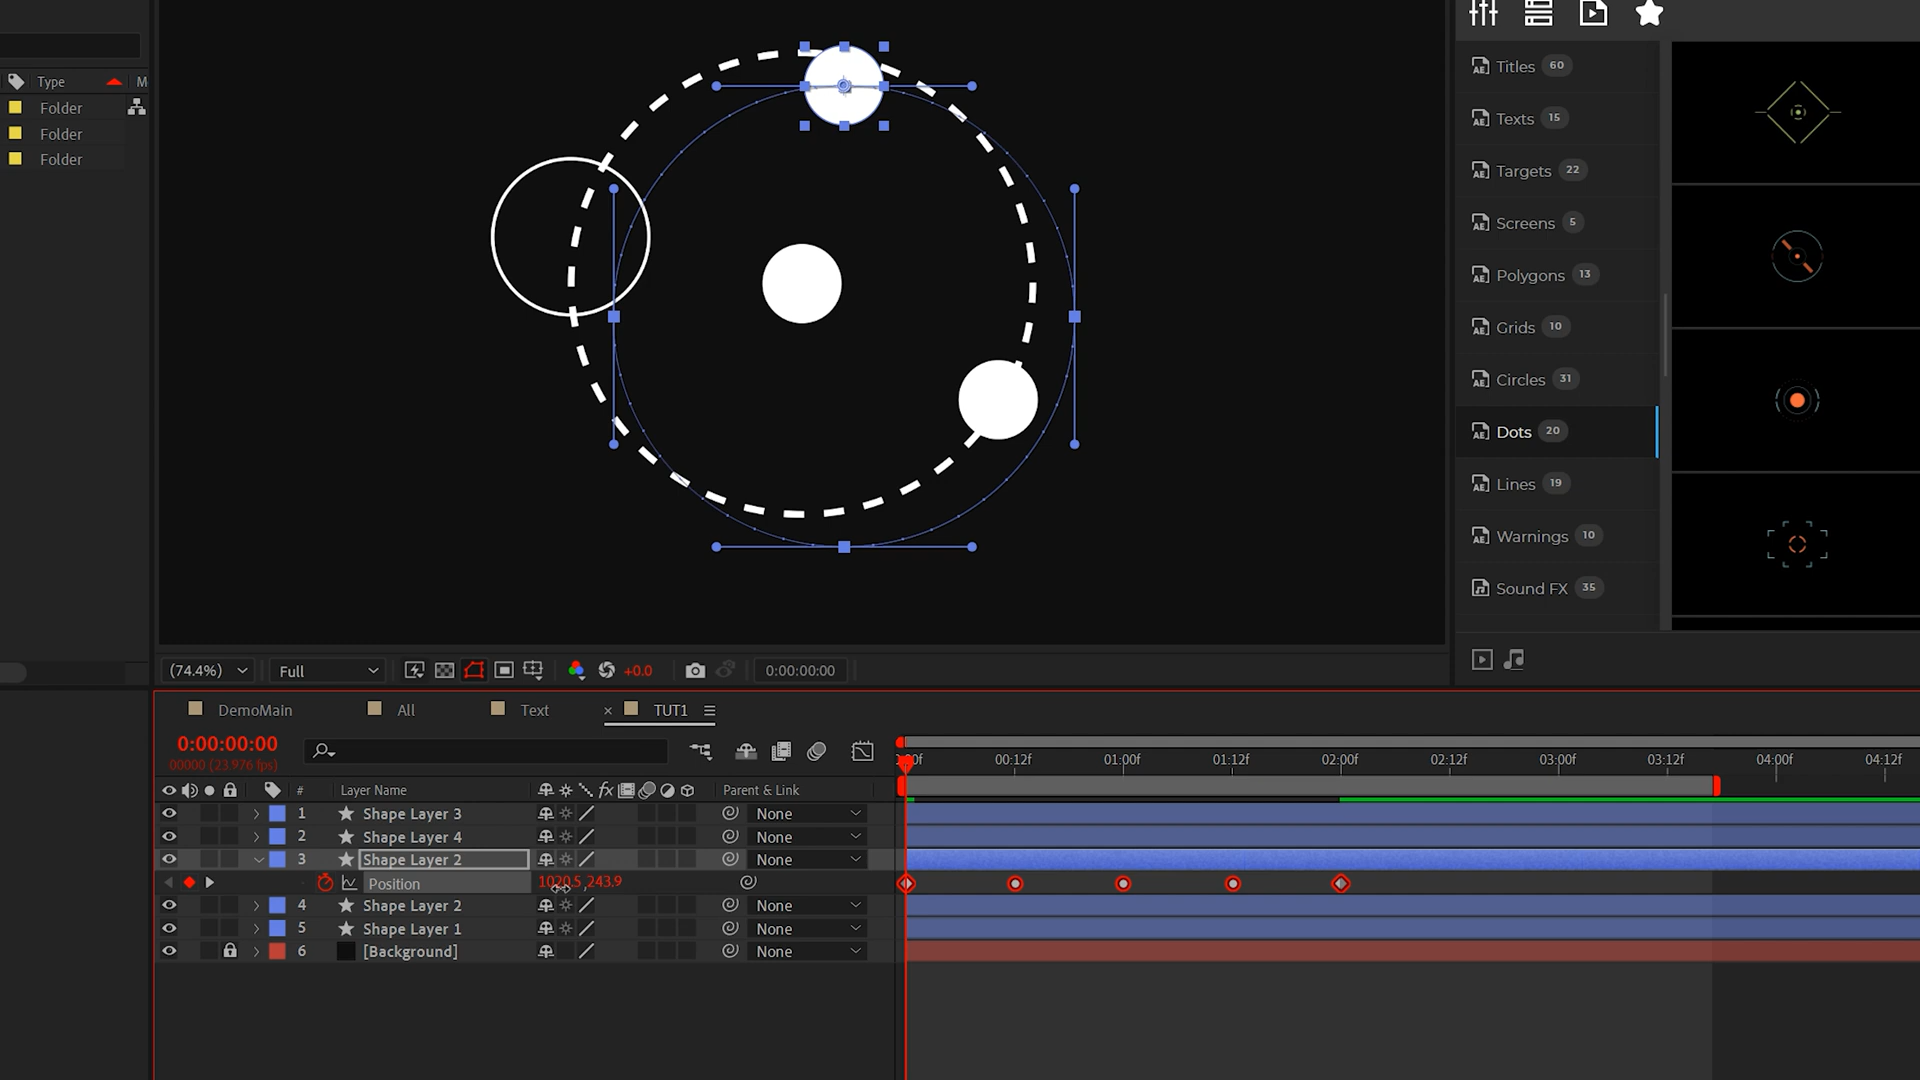 Type M
Folder
Folder
Folder
Titles 60
Texts 15
Targets 22
Screens 5
Polygons 13
Grids 10
Circles 31
Dots 20
Lines 19
Warnings 10
Sound FX 35
(74.4%) Full +0.0 0:00:00:00
DemoMain All Text × TUT1
0:00:00:00
00000 (23.976 fps)
00:12f 01:00f 01:12f 02:00f 02:12f 03:00f 03:12f 04:00f 04:12f
# Layer Name fx Parent & Link
1 Shape Layer 3 None
2 Shape Layer 4 None
3 Shape Layer 2 None
Position 1020.5,243.9
4 Shape Layer 2 None
5 Shape Layer 1 None
6 [Background] None